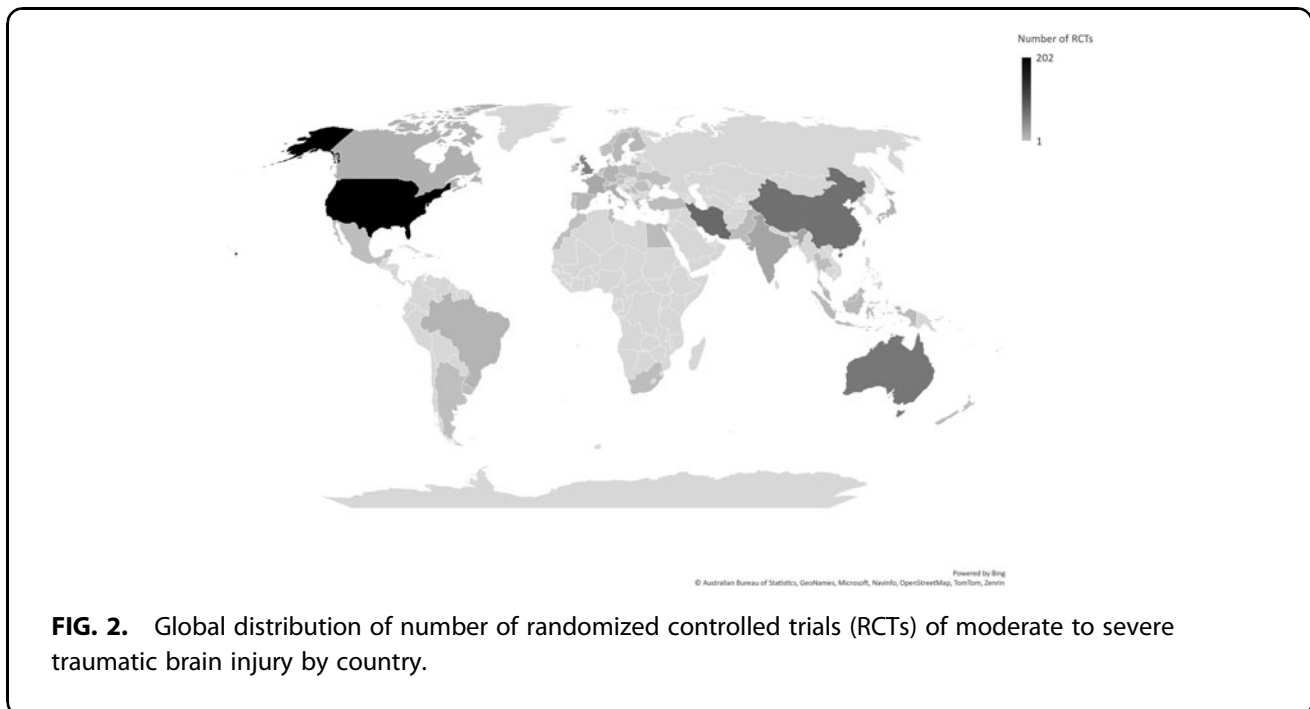 Number of RCTs
202
1
Powered by Bing
© Australian Bureau of Statistics, GeoNames, Microsoft, Navinfo, OpenStreetMap, TomTom, Zenrin
FIG. 2. Global distribution of number of randomized controlled trials (RCTs) of moderate to severe
traumatic brain injury by country.